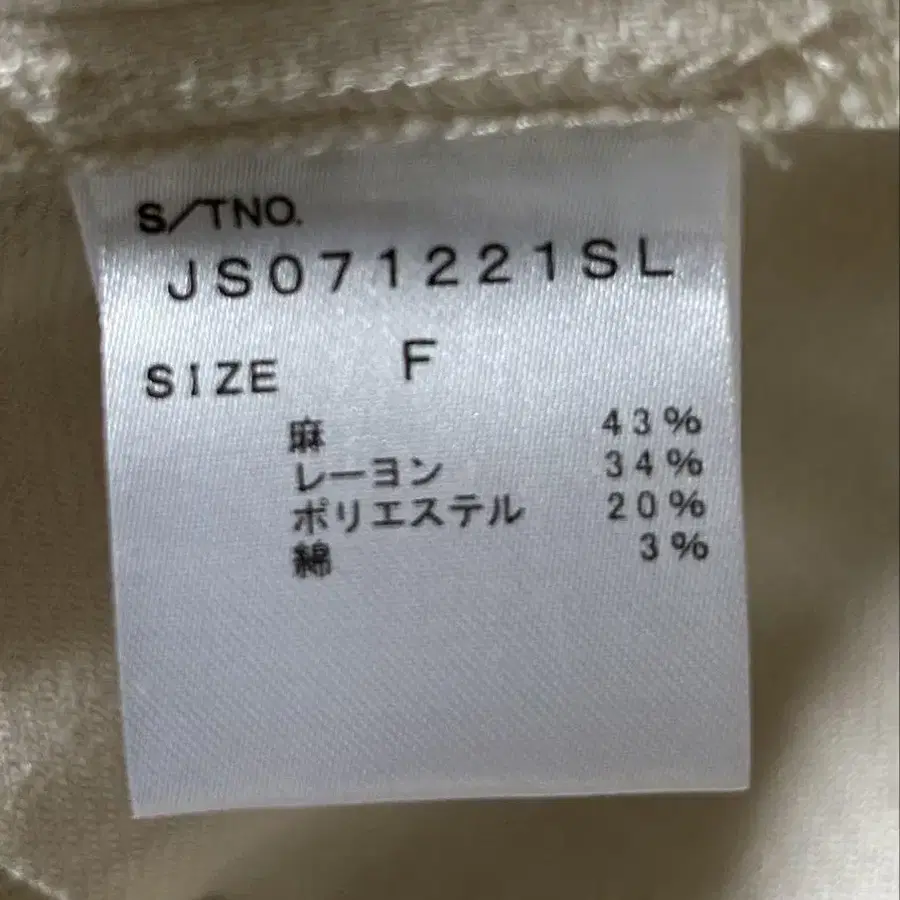 S/TNO.
JS071221SL
SIZE F
麻 43%
レーヨン 34%
ポリエステル 20%
綿 3%